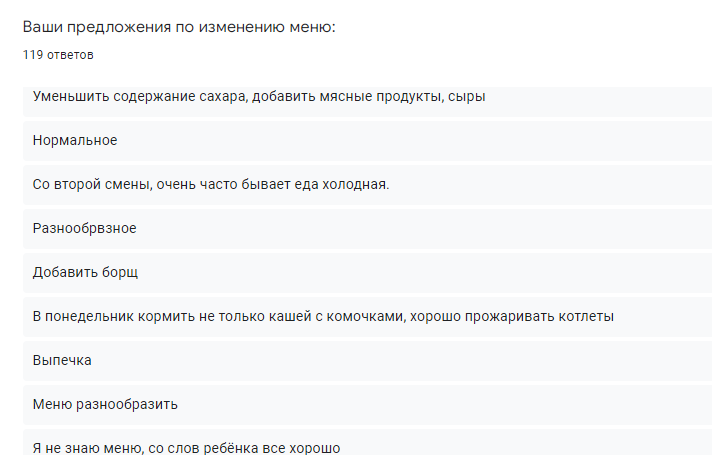 Ваши предложения по изменению меню:
119 ответов
Уменьшить содержание сахара, добавить мясные продукты, сыры
Нормальное
Со второй смены, очень часто бывает еда холодная.
Разнообрвзное
Добавить борщ
В понедельник кормить не только кашей с комочками, хорошо прожаривать котлеты
Выпечка
Меню разнообразить
Я не знаю меню, со слов ребёнка все хорошо